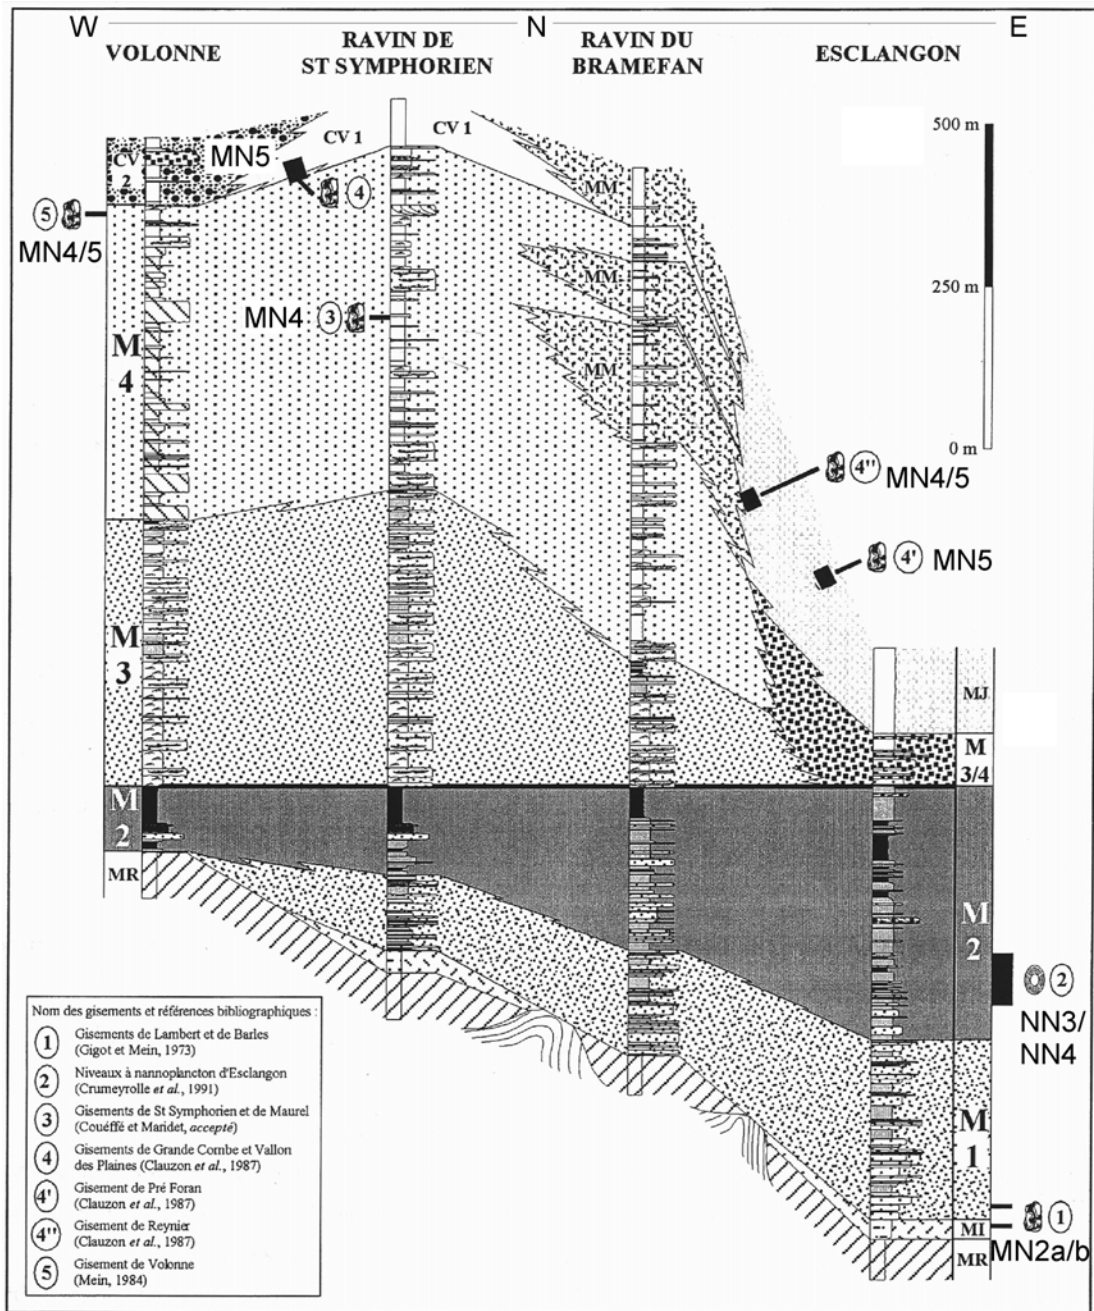 W N E
VOLONNE
RAVIN DE
ST SYMPHORIEN
RAVIN DU
BRAMEFAN
ESCLANGON
500 m
250 m
0 m
CV 1
CV 1
CV
2
MN5
4
5
MN4/5
MN4
3
MM
MM
MM
M
4
4"
MN4/5
4'
MN5
M
3
MJ
M
3/4
M
2
MR
M
2
2
NN3/
NN4
M
1
1
MI
MN2a/b
MR
Nom des gisements et références bibliographiques :
1 Gisements de Lambert et de Barles
(Gigot et Mein, 1973)
2 Niveaux à nannoplancton d'Esclangon
(Crumeyrolle et al., 1991)
3 Gisements de St Symphorien et de Maurel
(Couëffé et Maridet, accepté)
4 Gisements de Grande Combe et Vallon
des Plaines (Clauzon et al., 1987)
4' Gisement de Pré Foran
(Clauzon et al., 1987)
4" Gisement de Reynier
(Clauzon et al., 1987)
5 Gisement de Volonne
(Mein, 1984)